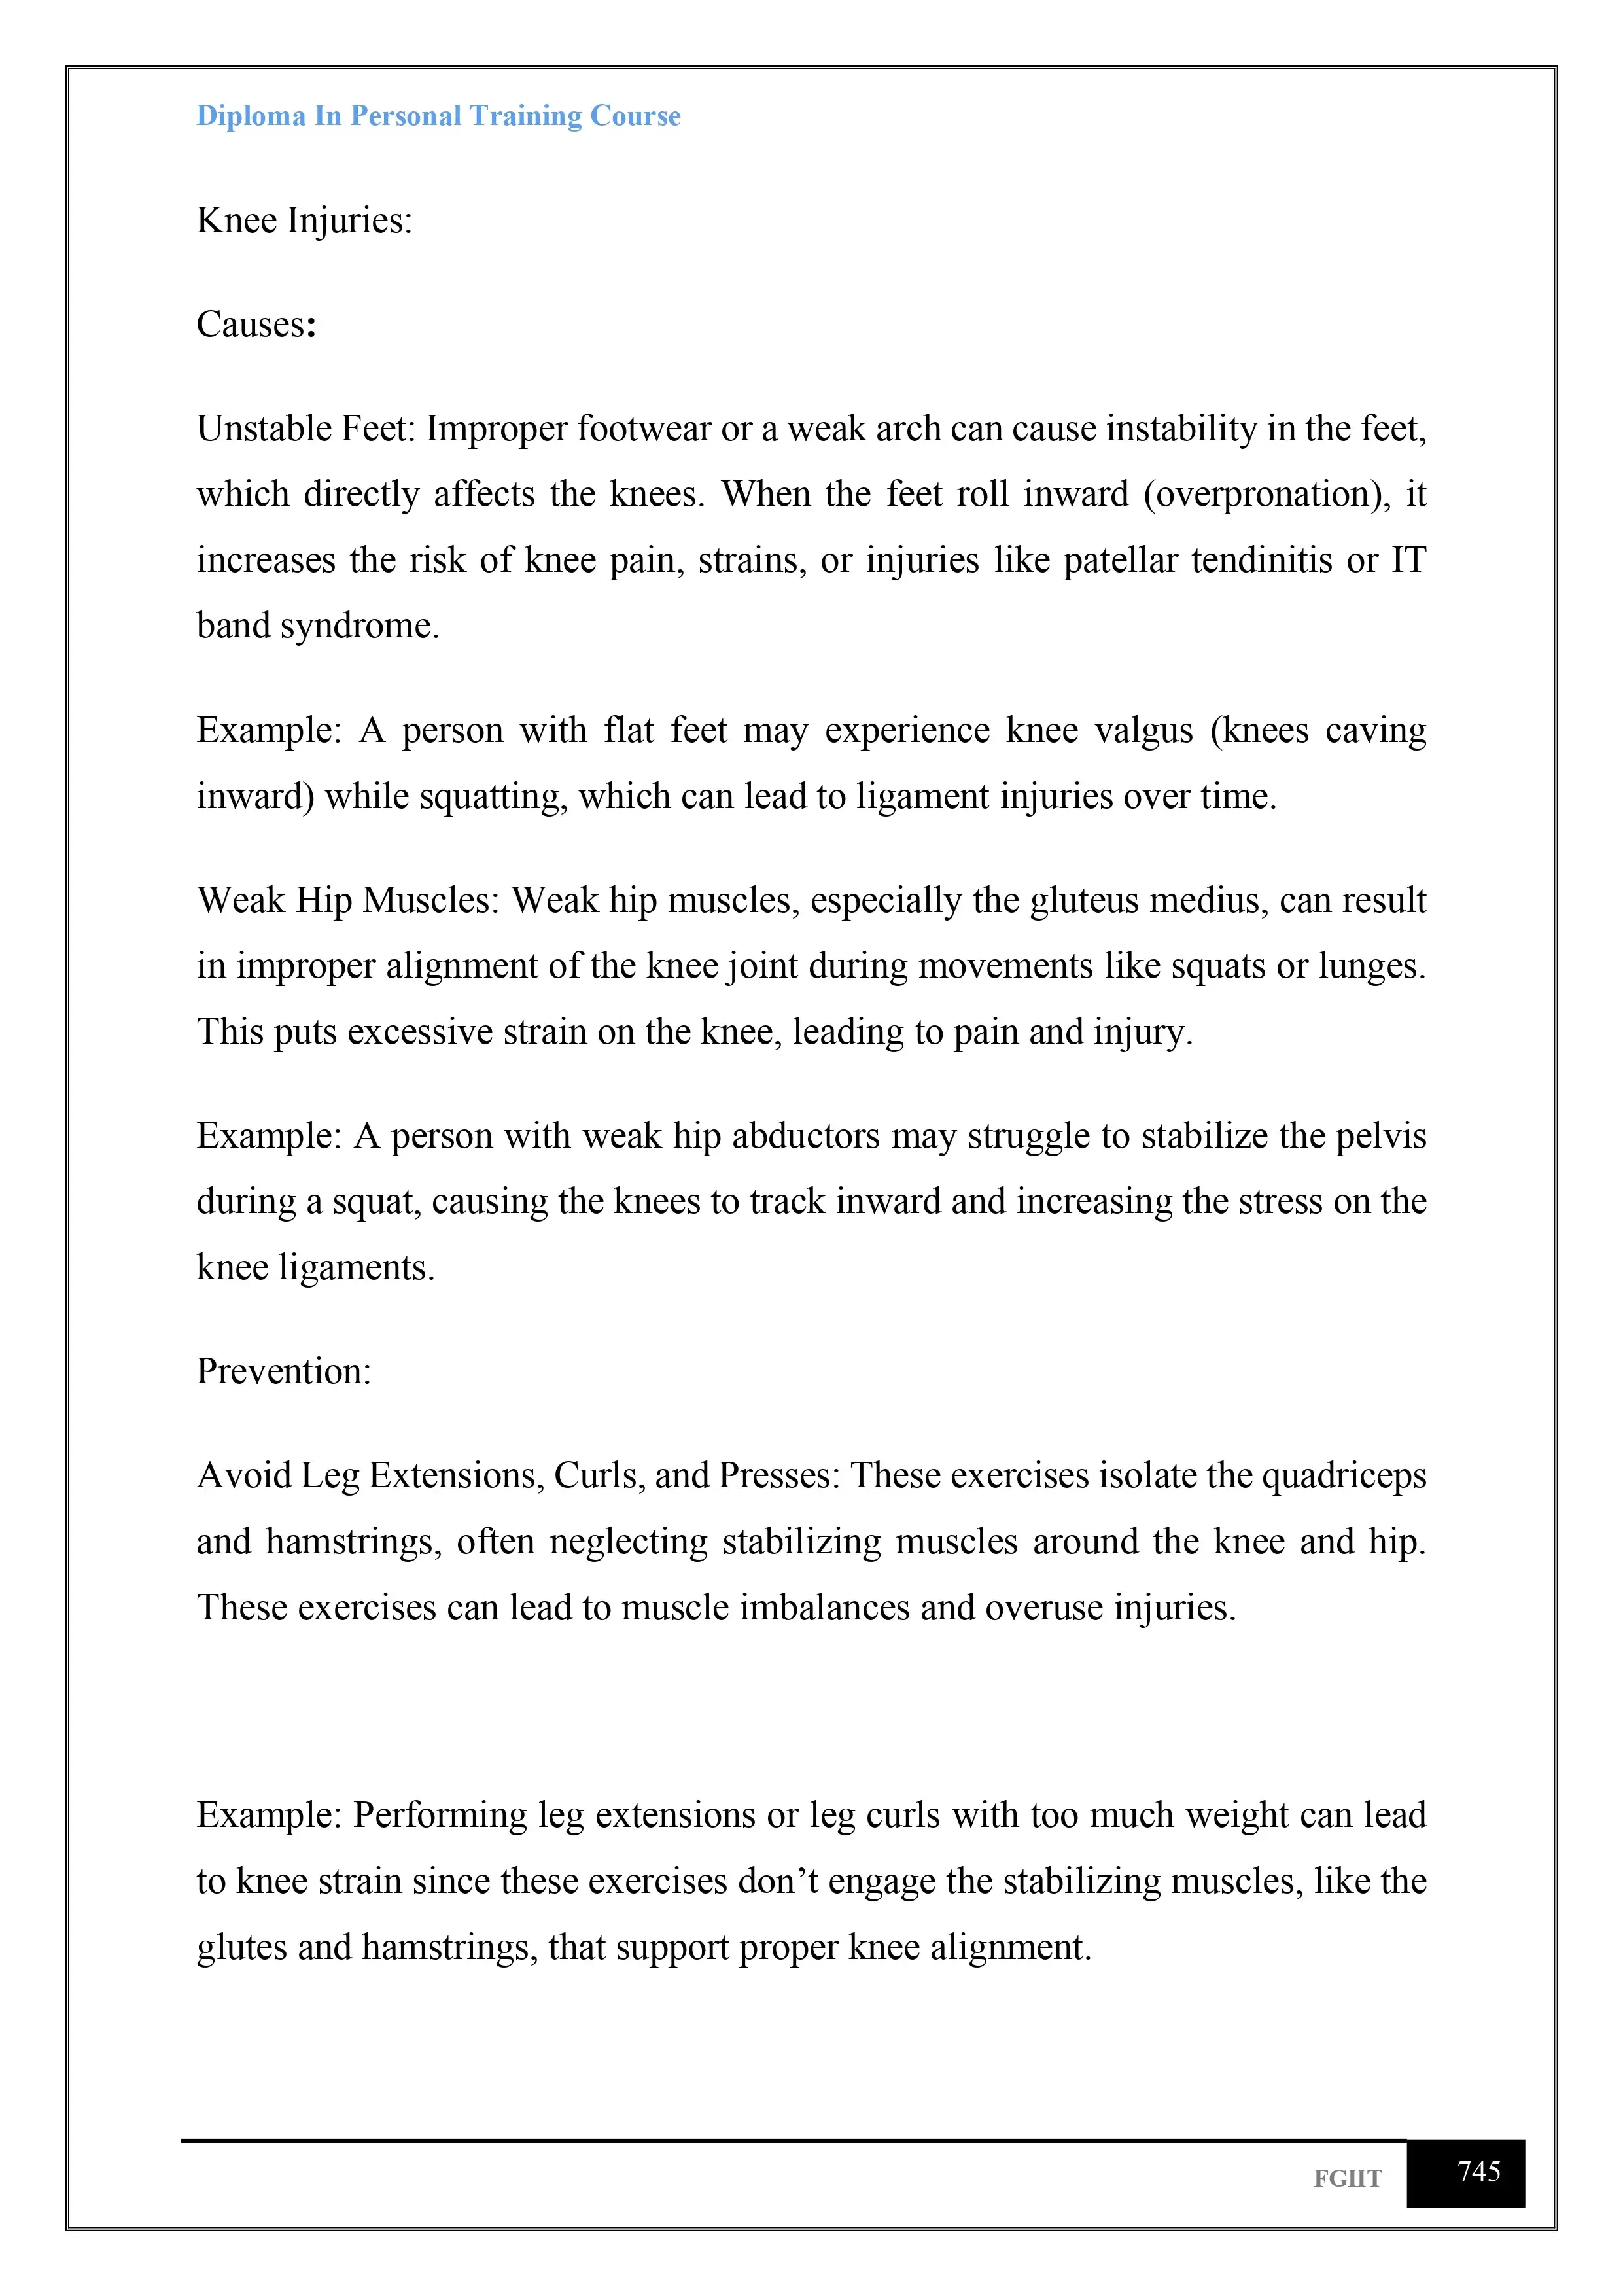 Diploma In Personal Training Course
Knee Injuries:
Causes:
Unstable Feet: Improper footwear or a weak arch can cause instability in the feet,
which directly affects the knees. When the feet roll inward (overpronation), it
increases the risk of knee pain, strains, or injuries like patellar tendinitis or IT
band syndrome.
Example: A person with flat feet may experience knee valgus (knees caving
inward) while squatting, which can lead to ligament injuries over time.
Weak Hip Muscles: Weak hip muscles, especially the gluteus medius, can result
in improper alignment of the knee joint during movements like squats or lunges.
This puts excessive strain on the knee, leading to pain and injury.
Example: A person with weak hip abductors may struggle to stabilize the pelvis
during a squat, causing the knees to track inward and increasing the stress on the
knee ligaments.
Prevention:
Avoid Leg Extensions, Curls, and Presses: These exercises isolate the quadriceps
and hamstrings, often neglecting stabilizing muscles around the knee and hip.
These exercises can lead to muscle imbalances and overuse injuries.
Example: Performing leg extensions or leg curls with too much weight can lead
to knee strain since these exercises don’t engage the stabilizing muscles, like the
glutes and hamstrings, that support proper knee alignment.
FGIIT 745